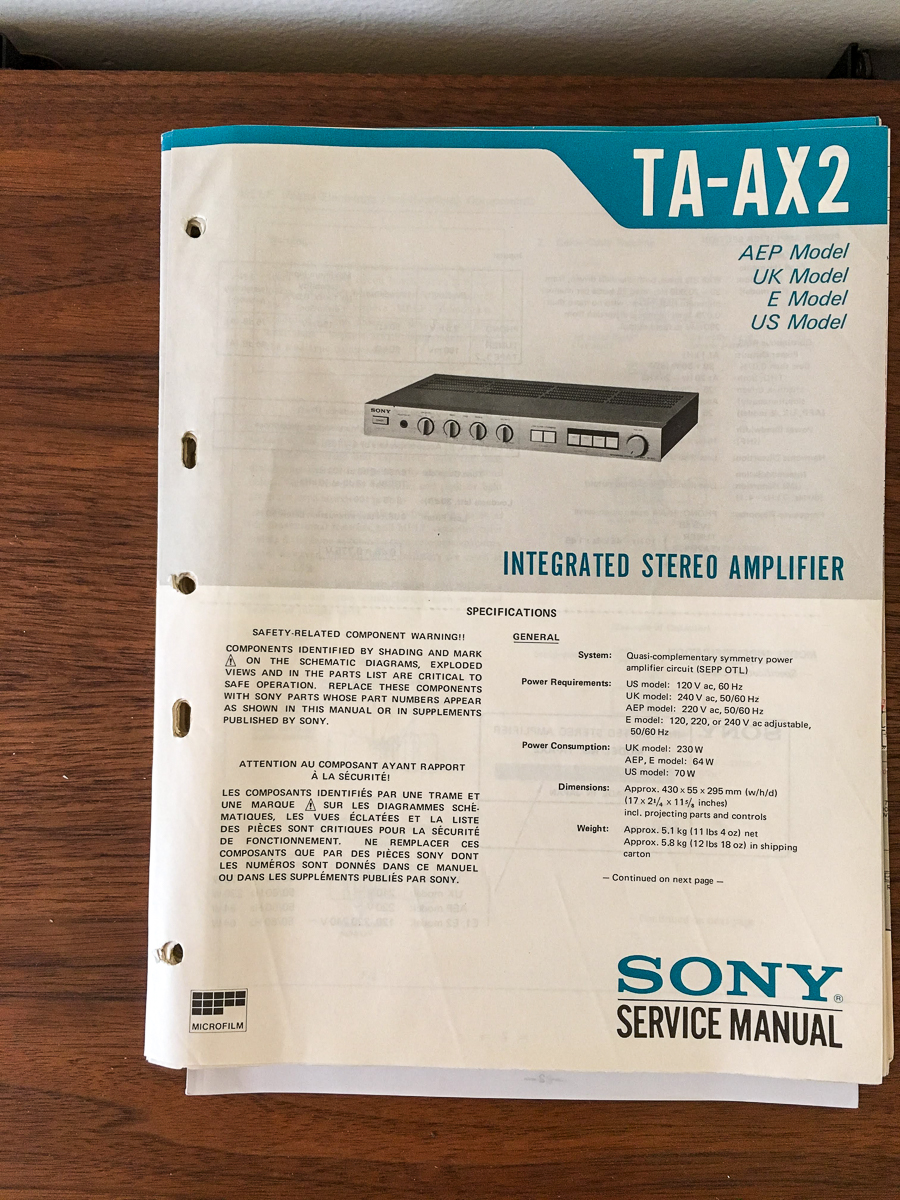 TA-AX2
AEP Model
UK Model
E Model
US Model
SONY
INTEGRATED STEREO AMPLIFIER
SPECIFICATIONS
SAFETY-RELATED COMPONENT WARNING!!
COMPONENTS IDENTIFIED BY SHADING AND MARK
⚠ ON THE SCHEMATIC DIAGRAMS, EXPLODED
VIEWS AND IN THE PARTS LIST ARE CRITICAL TO
SAFE OPERATION. REPLACE THESE COMPONENTS
WITH SONY PARTS WHOSE PART NUMBERS APPEAR
AS SHOWN IN THIS MANUAL OR IN SUPPLEMENTS
PUBLISHED BY SONY.
ATTENTION AU COMPOSANT AYANT RAPPORT
À LA SÉCURITÉ!
LES COMPOSANTS IDENTIFIÉS PAR UNE TRAME ET
UNE MARQUE ⚠ SUR LES DIAGRAMMES SCHÉ-
MATIQUES, LES VUES ÉCLATÉES ET LA LISTE
DES PIÈCES SONT CRITIQUES POUR LA SÉCURITÉ
DE FONCTIONNEMENT. NE REMPLACER CES
COMPOSANTS QUE PAR DES PIÈCES SONY DONT
LES NUMÉROS SONT DONNÉS DANS CE MANUEL
OU DANS LES SUPPLÉMENTS PUBLIÉS PAR SONY.
GENERAL
System: Quasi-complementary symmetry power
amplifier circuit (SEPP OTL)
Power Requirements: US model: 120 V ac, 60 Hz
UK model: 240 V ac, 50/60 Hz
AEP model: 220 V ac, 50/60 Hz
E model: 120, 220, or 240 V ac adjustable,
50/60 Hz
Power Consumption: UK model: 230 W
AEP, E model: 64 W
US model: 70 W
Dimensions: Approx. 430 x 55 x 295 mm (w/h/d)
(17 x 2 1/4 x 11 5/8 inches)
incl. projecting parts and controls
Weight: Approx. 5.1 kg (11 lbs 4 oz) net
Approx. 5.8 kg (12 lbs 18 oz) in shipping
carton
— Continued on next page —
MICROFILM
SONY®
SERVICE MANUAL